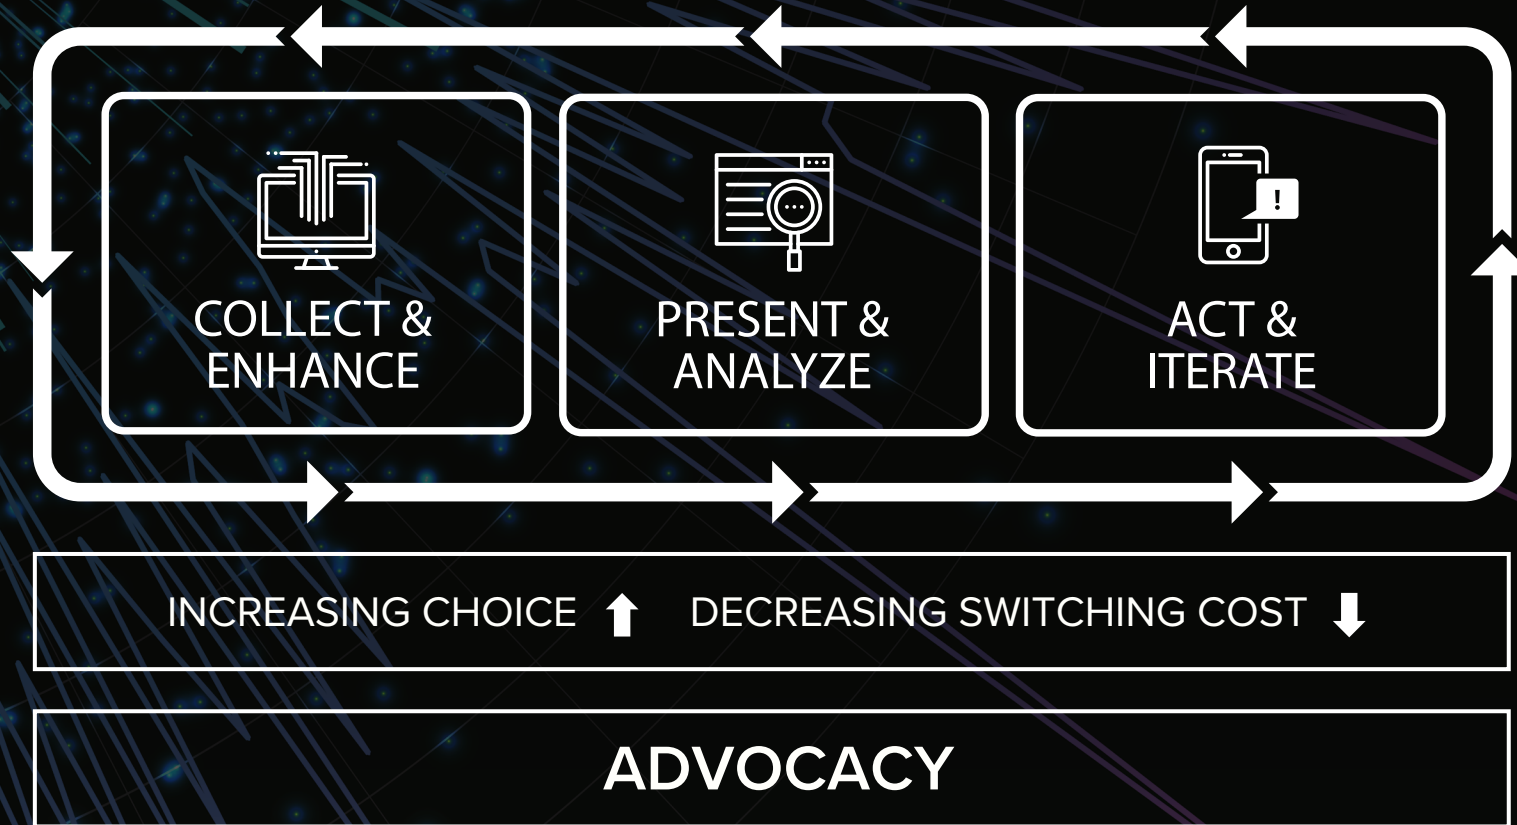 COLLECT &
ENHANCE
PRESENT &
ANALYZE
!
ACT &
ITERATE
INCREASING CHOICE
DECREASING SWITCHING COST
ADVOCACY